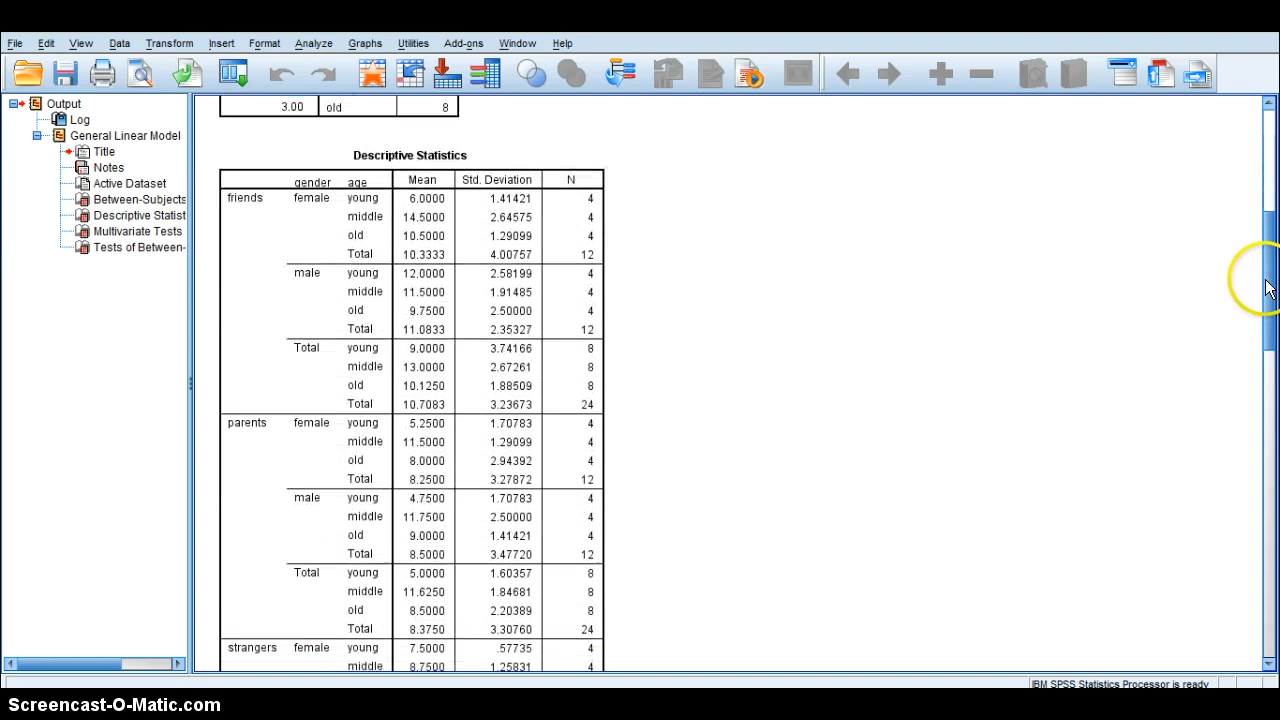 File Edit View Data Transform Insert Format Analyze Graphs Utilities Add-ons Window Help
Output
Log
General Linear Model
Title
Notes
Active Dataset
Between-Subjects
Descriptive Statist
Multivariate Tests
Tests of Between-
3.00 old 8
Descriptive Statistics
gender age Mean Std. Deviation N
friends female young 6.0000 1.41421 4
middle 14.5000 2.64575 4
old 10.5000 1.29099 4
Total 10.3333 4.00757 12
male young 12.0000 2.58199 4
middle 11.5000 1.91485 4
old 9.7500 2.50000 4
Total 11.0833 2.35327 12
Total young 9.0000 3.74166 8
middle 13.0000 2.67261 8
old 10.1250 1.88509 8
Total 10.7083 3.23673 24
parents female young 5.2500 1.70783 4
middle 11.5000 1.29099 4
old 8.0000 2.94392 4
Total 8.2500 3.27872 12
male young 4.7500 1.70783 4
middle 11.7500 2.50000 4
old 9.0000 1.41421 4
Total 8.5000 3.47720 12
Total young 5.0000 1.60357 8
middle 11.6250 1.84681 8
old 8.5000 2.20389 8
Total 8.3750 3.30760 24
strangers female young 7.5000 .57735 4
middle 8.7500 1.25831 4
IBM SPSS Statistics Processor is ready
Screencast-O-Matic.com